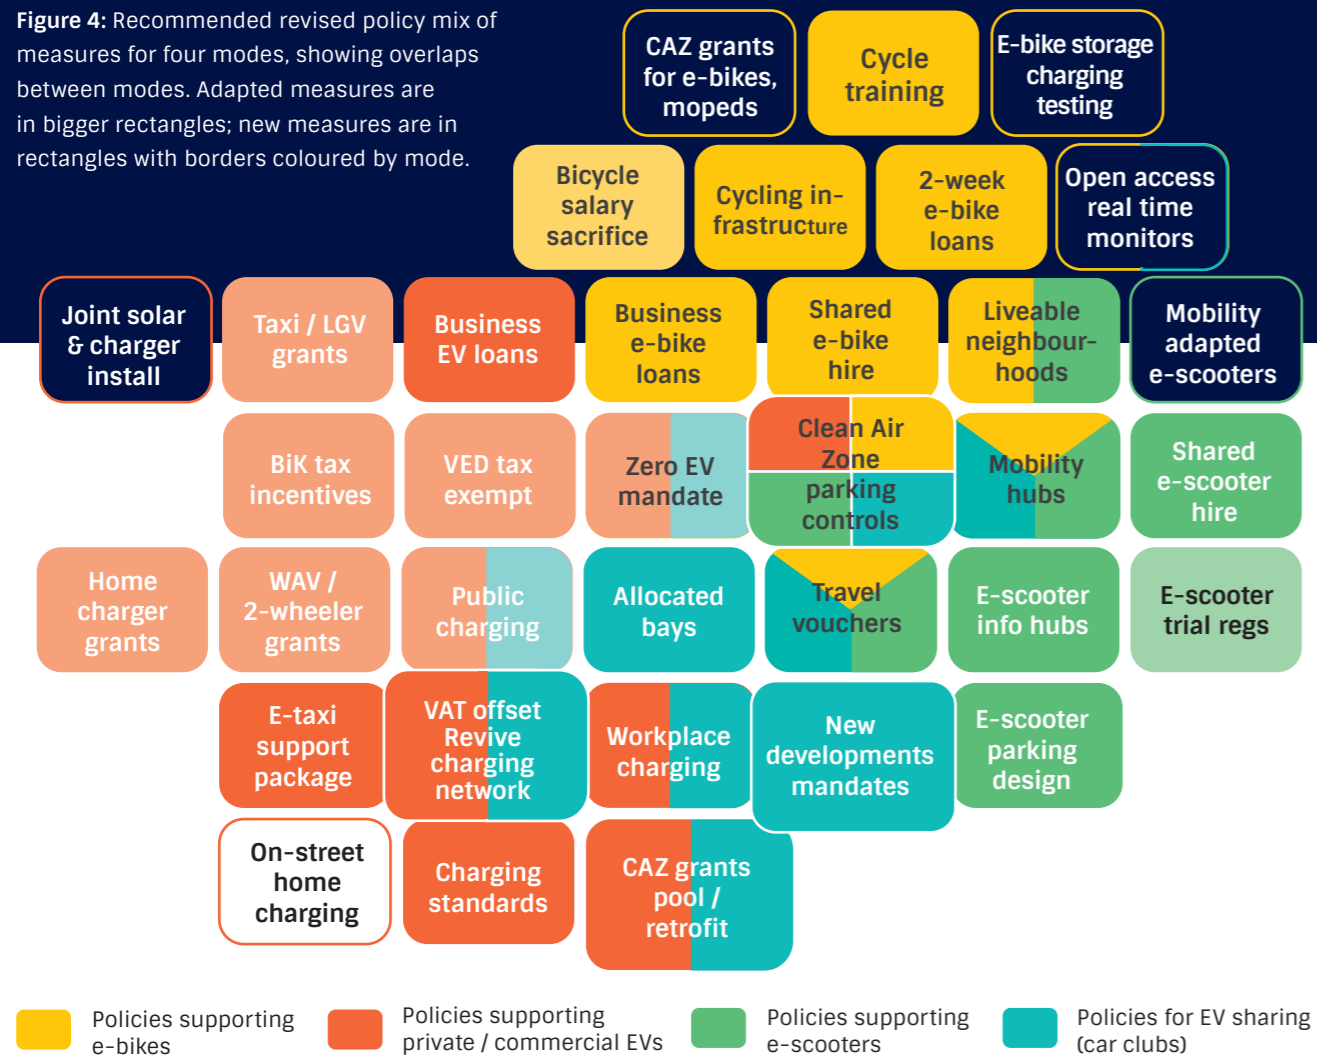 Figure 4: Recommended revised policy mix of
measures for four modes, showing overlaps
between modes. Adapted measures are
in bigger rectangles; new measures are in
rectangles with borders coloured by mode.
CAZ grants
for e-bikes,
mopeds
Cycle
training
E-bike storage
charging
testing
Bicycle
salary
sacrifice
Cycling in-
frastructure
2-week
e-bike
loans
Open access
real time
monitors
Joint solar
& charger
install
Taxi / LGV
grants
Business
EV loans
Business
e-bike
loans
Shared
e-bike
hire
Liveable
neighbour-
hoods
Mobility
adapted
e-scooters
BiK tax
incentives
VED tax
exempt
Zero EV
mandate
Clean Air
Zone
parking
controls
Mobility
hubs
Shared
e-scooter
hire
Home
charger
grants
WAV /
2-wheeler
grants
Public
charging
Allocated
bays
Travel
vouchers
E-scooter
info hubs
E-scooter
trial regs
E-taxi
support
package
VAT offset
Revive
charging
network
Workplace
charging
New
developments
mandates
E-scooter
parking
design
On-street
home
charging
Charging
standards
CAZ grants
pool /
retrofit
Policies supporting
e-bikes
Policies supporting
private / commercial EVs
Policies supporting
e-scooters
Policies for EV sharing
(car clubs)